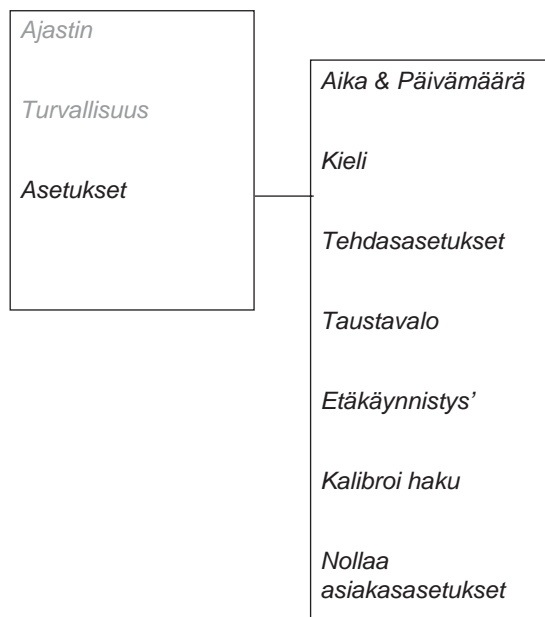 Ajastin
Turvallisuus
Asetukset
Aika & Päivämäärä
Kieli
Tehdasasetukset
Taustavalo
Etäkäynnistys’
Kalibroi haku
Nollaa
asiakasasetukset